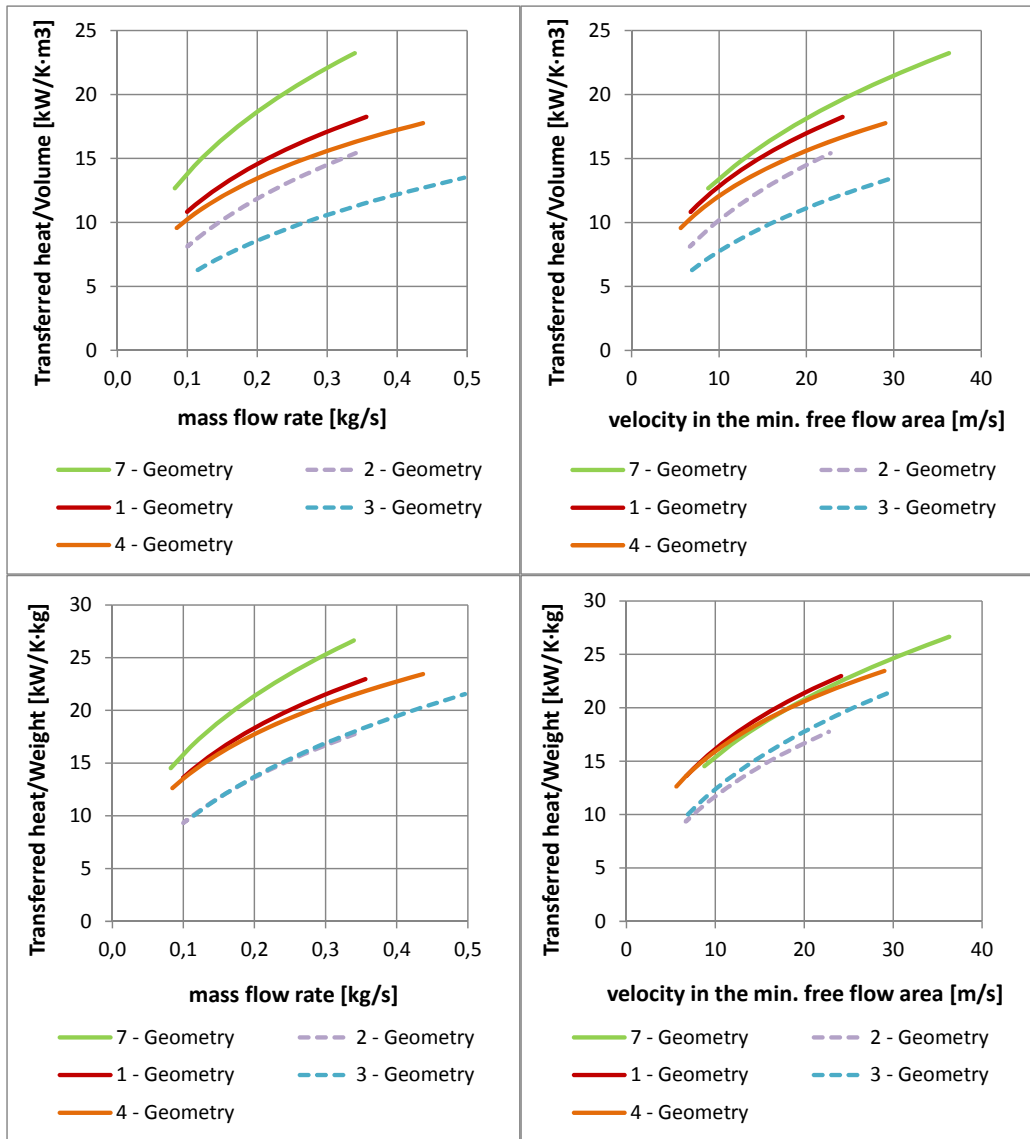 Transferred heat/Volume [kW/K·m3]
25
20
15
10
5
0
0,0 0,1 0,2 0,3 0,4 0,5
mass flow rate [kg/s]
7 - Geometry 2 - Geometry
1 - Geometry 3 - Geometry
4 - Geometry
Transferred heat/Volume [kW/K·m3]
25
20
15
10
5
0
0 10 20 30 40
velocity in the min. free flow area [m/s]
7 - Geometry 2 - Geometry
1 - Geometry 3 - Geometry
4 - Geometry
Transferred heat/Weight [kW/K·kg]
30
25
20
15
10
5
0
0,0 0,1 0,2 0,3 0,4 0,5
mass flow rate [kg/s]
7 - Geometry 2 - Geometry
1 - Geometry 3 - Geometry
4 - Geometry
Transferred heat/Weight [kW/K·kg]
30
25
20
15
10
5
0
0 10 20 30 40
velocity in the min. free flow area [m/s]
7 - Geometry 2 - Geometry
1 - Geometry 3 - Geometry
4 - Geometry